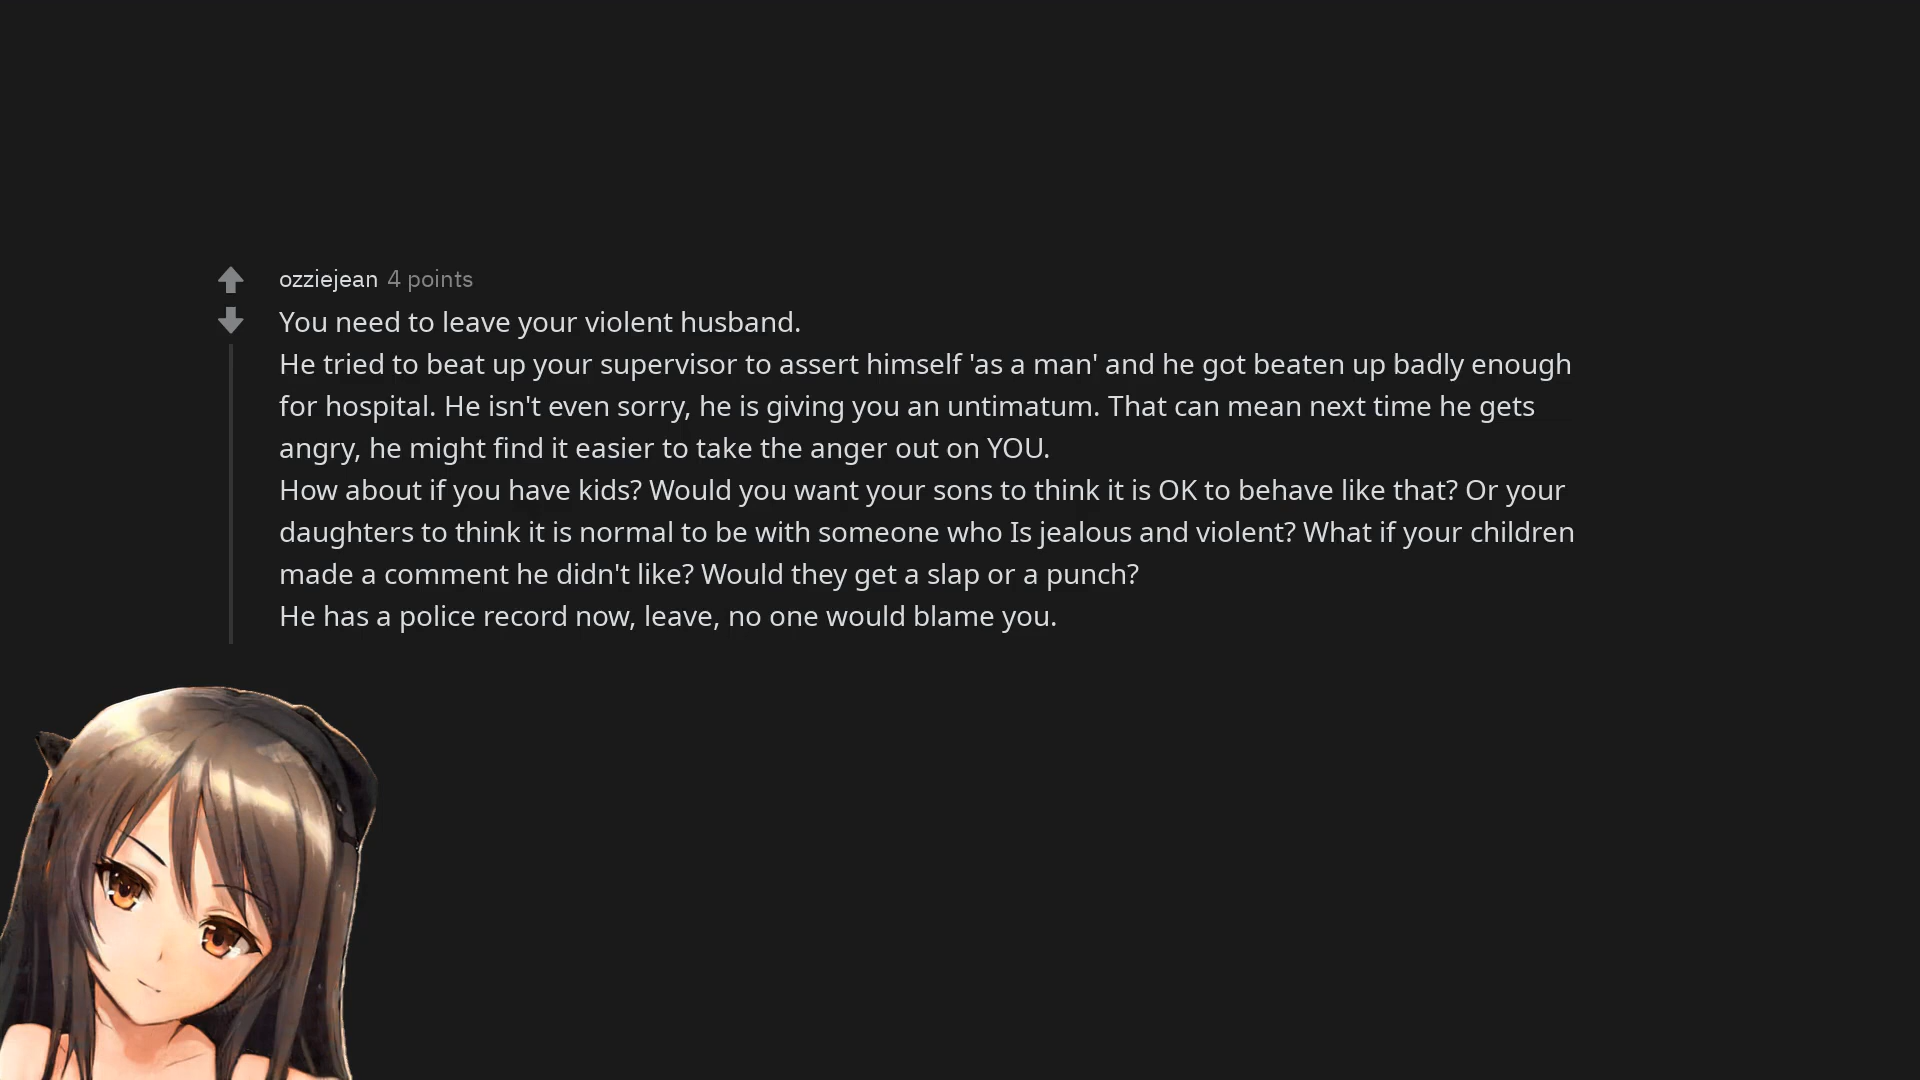 ozziejean 4 points
You need to leave your violent husband.
He tried to beat up your supervisor to assert himself 'as a man' and he got beaten up badly enough
for hospital. He isn't even sorry, he is giving you an untimatum. That can mean next time he gets
angry, he might find it easier to take the anger out on YOU.
How about if you have kids? Would you want your sons to think it is OK to behave like that? Or your
daughters to think it is normal to be with someone who Is jealous and violent? What if your children
made a comment he didn't like? Would they get a slap or a punch?
He has a police record now, leave, no one would blame you.